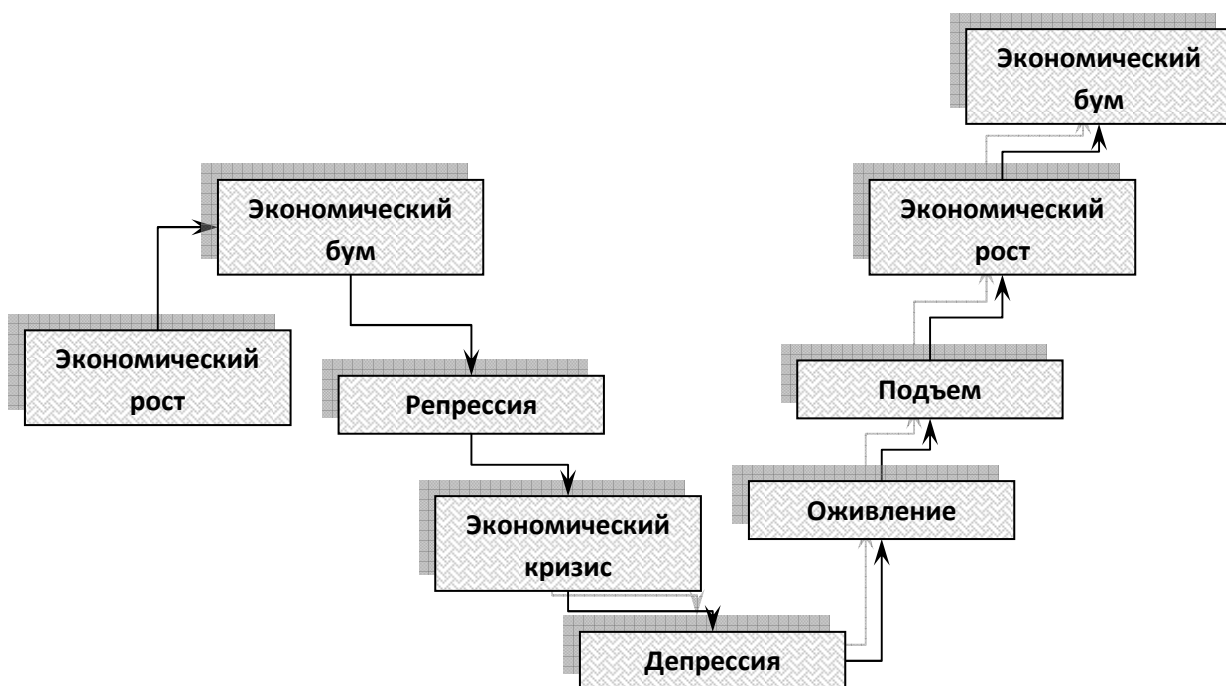 Экономический
бум
Экономический
рост
Экономический
бум
Экономический
рост
Репрессия
Подъем
Экономический
кризис
Оживление
Депрессия